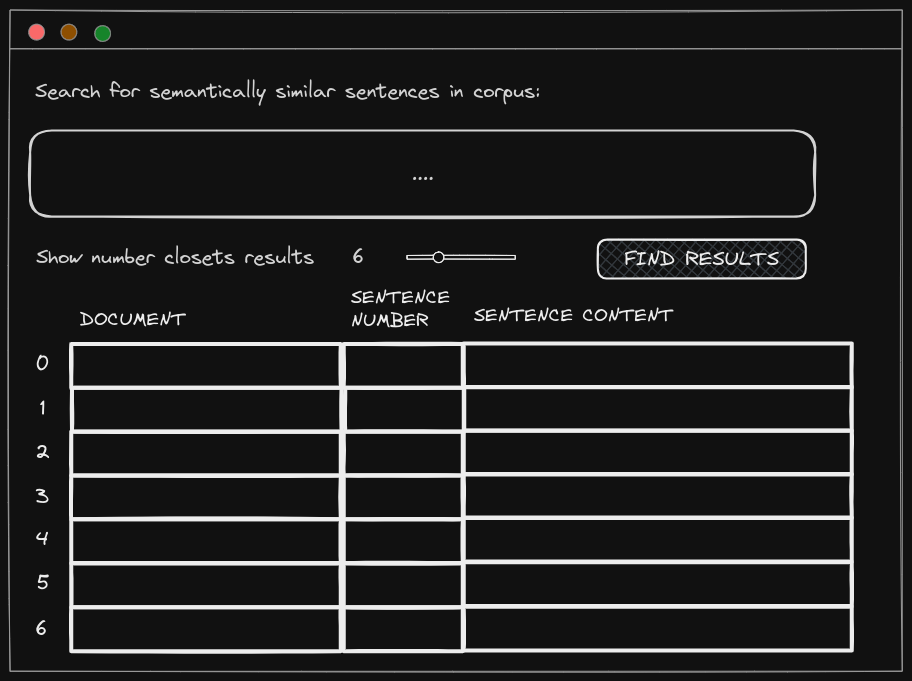 Search for semantically similar sentences in corpus:
....
Show number closets results 6 FIND RESULTS
DOCUMENT SENTENCE NUMBER SENTENCE CONTENT
0
1
2
3
4
5
6